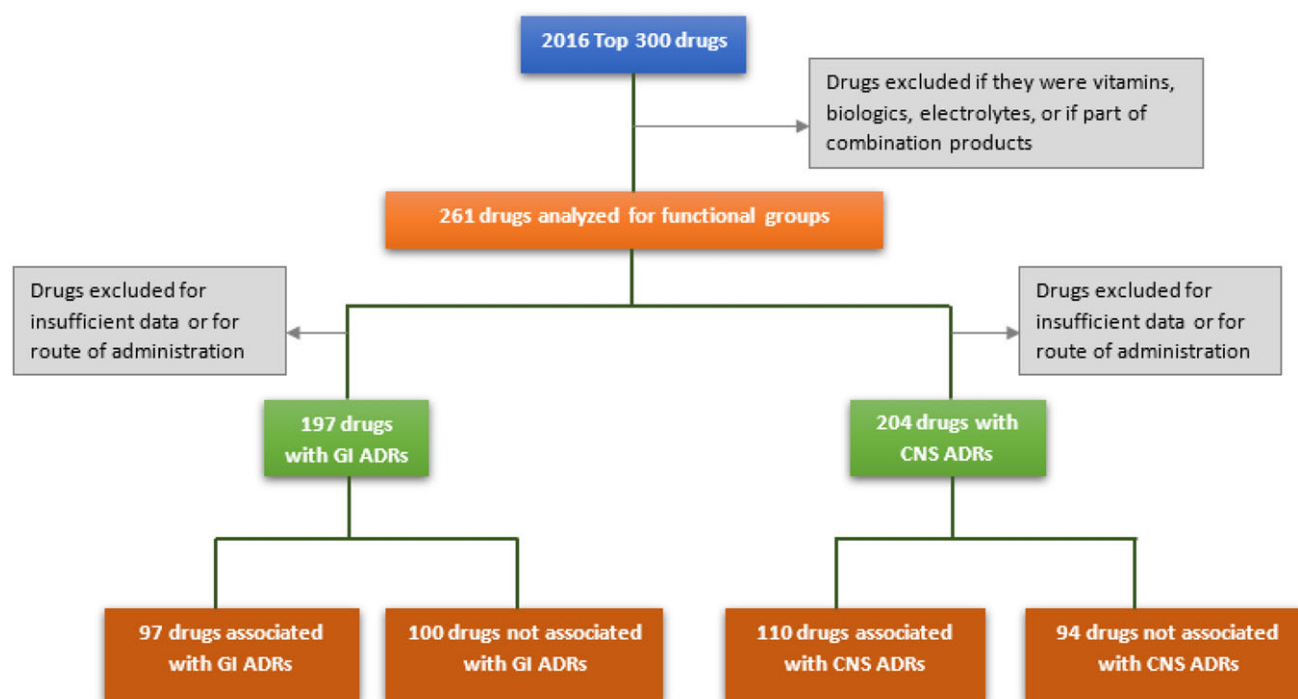 2016 Top 300 drugs
Drugs excluded if they were vitamins,
biologics, electrolytes, or if part of
combination products
261 drugs analyzed for functional groups
Drugs excluded for
insufficient data or for
route of administration
Drugs excluded for
insufficient data or for
route of administration
197 drugs
with GI ADRs
204 drugs with
CNS ADRs
97 drugs associated
with GI ADRs
100 drugs not associated
with GI ADRs
110 drugs associated
with CNS ADRs
94 drugs not associated
with CNS ADRs